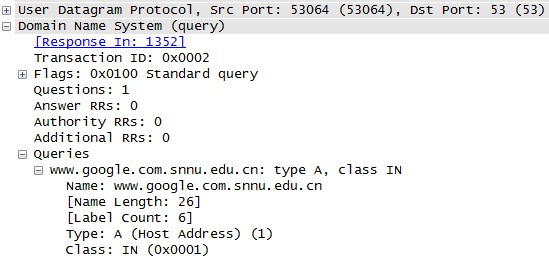 User Datagram Protocol, Src Port: 53064 (53064), Dst Port: 53 (53)
Domain Name System (query)
[Response In: 1352]
Transaction ID: 0x0002
Flags: 0x0100 Standard query
Questions: 1
Answer RRs: 0
Authority RRs: 0
Additional RRs: 0
Queries
www.google.com.snnu.edu.cn: type A, class IN
Name: www.google.com.snnu.edu.cn
[Name Length: 26]
[Label Count: 6]
Type: A (Host Address) (1)
Class: IN (0x0001)